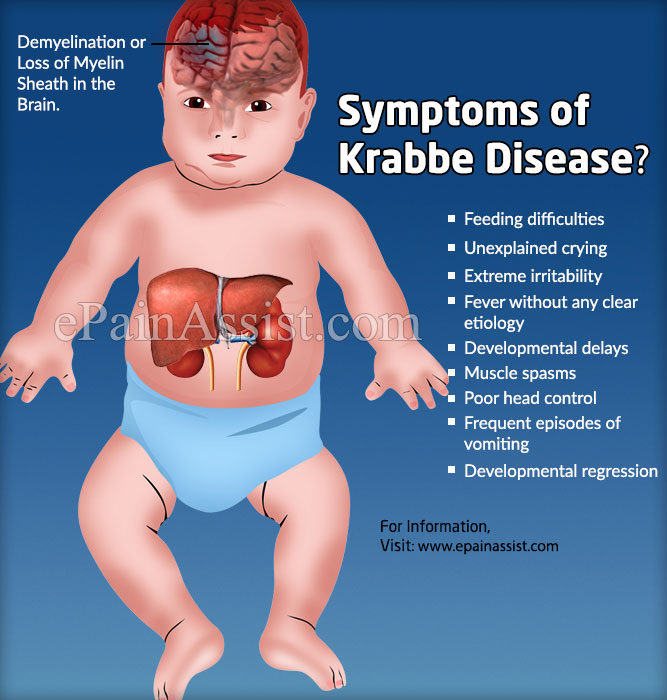 Demyelination or
Loss of Myelin
Sheath in the
Brain.
Symptoms of
Krabbe Disease?
Feeding difficulties
Unexplained crying
Extreme irritability
Fever without any clear
etiology
Developmental delays
Muscle spasms
Poor head control
Frequent episodes of
vomiting
Developmental regression
ePainAssist.com
For Information,
Visit: www.epainassist.com